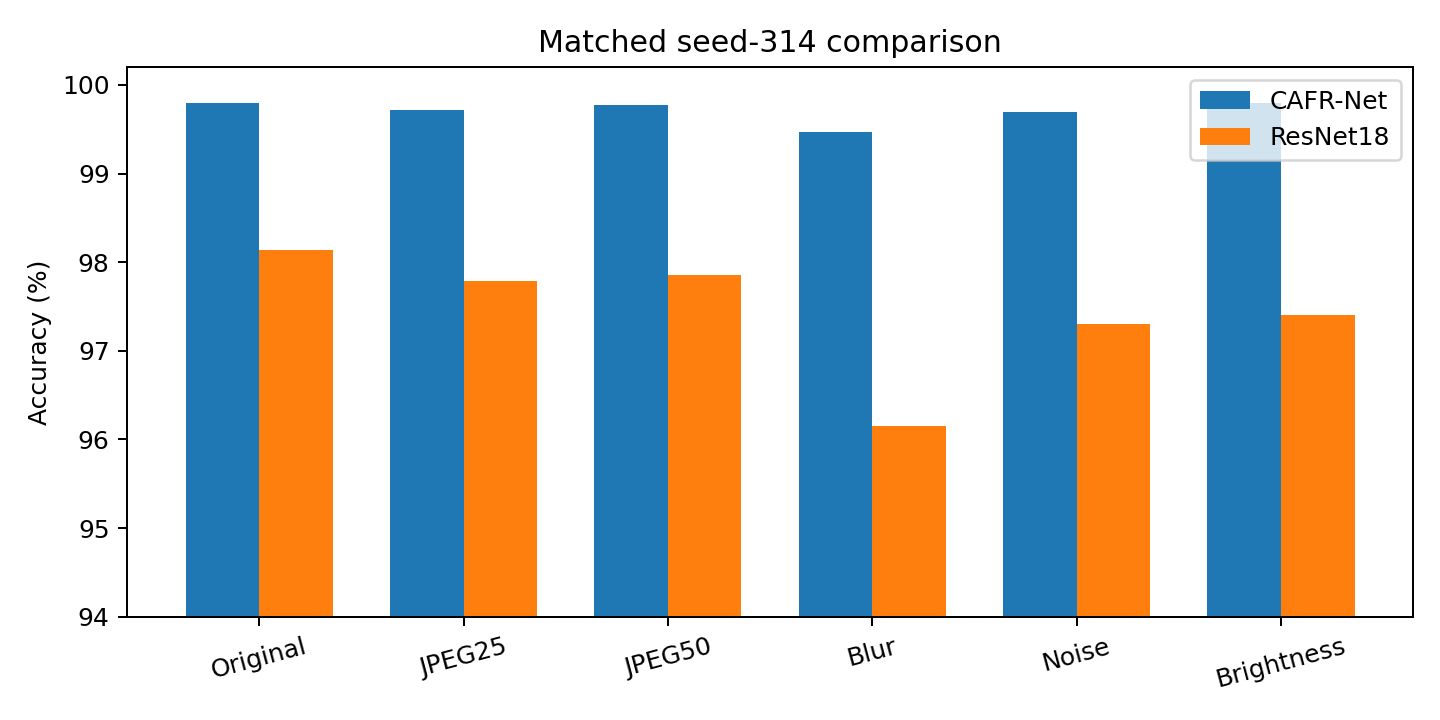 Matched seed-314 comparison
CAFR-Net
ResNet18
Accuracy (%)
100
99
98
97
96
95
94
Original
JPEG25
JPEG50
Blur
Noise
Brightness